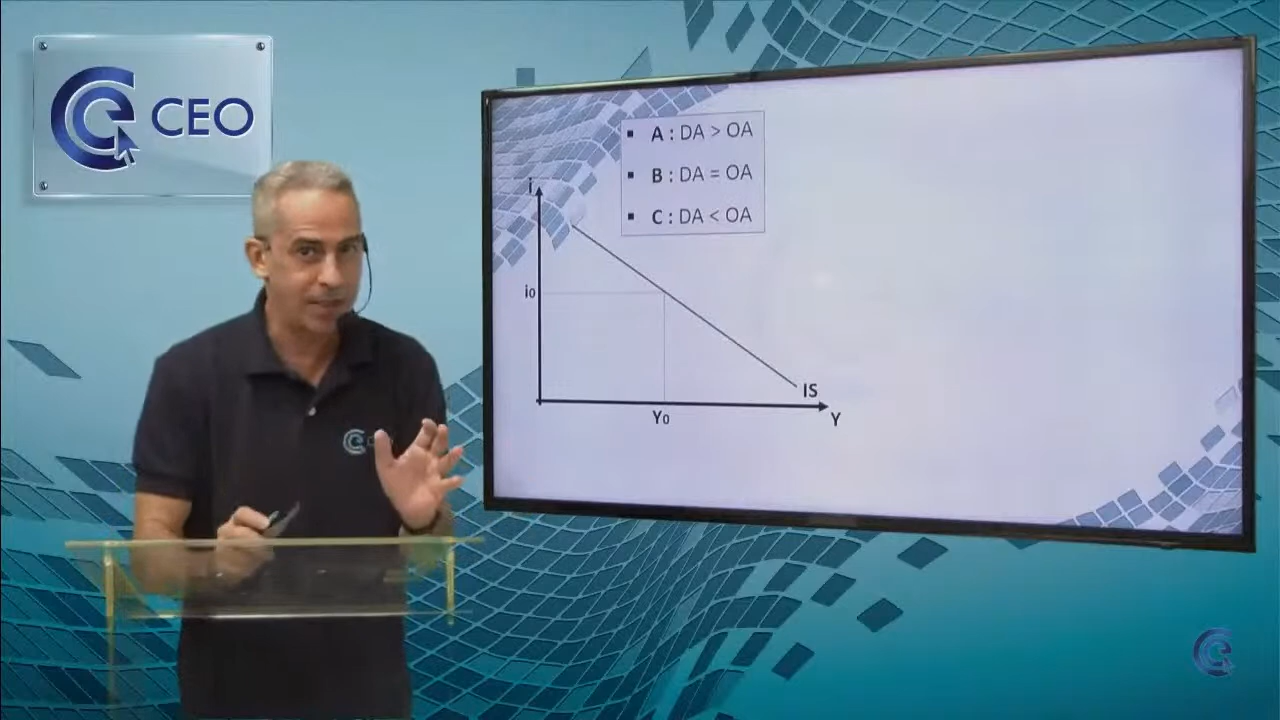 CEO
▪ A : DA > OA
▪ B : DA = OA
▪ C : DA < OA
i
i₀
IS
Y₀
Y